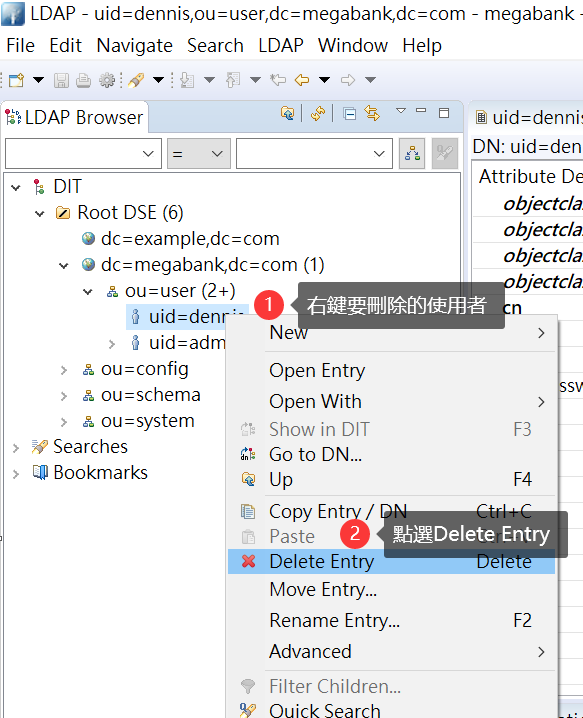 LDAP - uid=dennis,ou=user,dc=megabank,dc=com - megabank -
File Edit Navigate Search LDAP Window Help
LDAP Browser
uid=dennis
DN: uid=den
=
Attribute De
DIT
objectcla
Root DSE (6)
objectcla
dc=example,dc=com
objectcla
dc=megabank,dc=com (1)
objectcla
ou=user (2+)
1 右鍵要刪除的使用者
cn
uid=dennis
uid=adm
ou=config
ou=schema
ou=system
Searches
Bookmarks
New
Open Entry
Open With
ssw
Show in DIT F3
Go to DN...
Up F4
Copy Entry / DN Ctrl+C
Paste
2 點選Delete Entry
Delete Entry Delete
Move Entry...
Rename Entry... F2
Advanced
Filter Children...
Quick Search